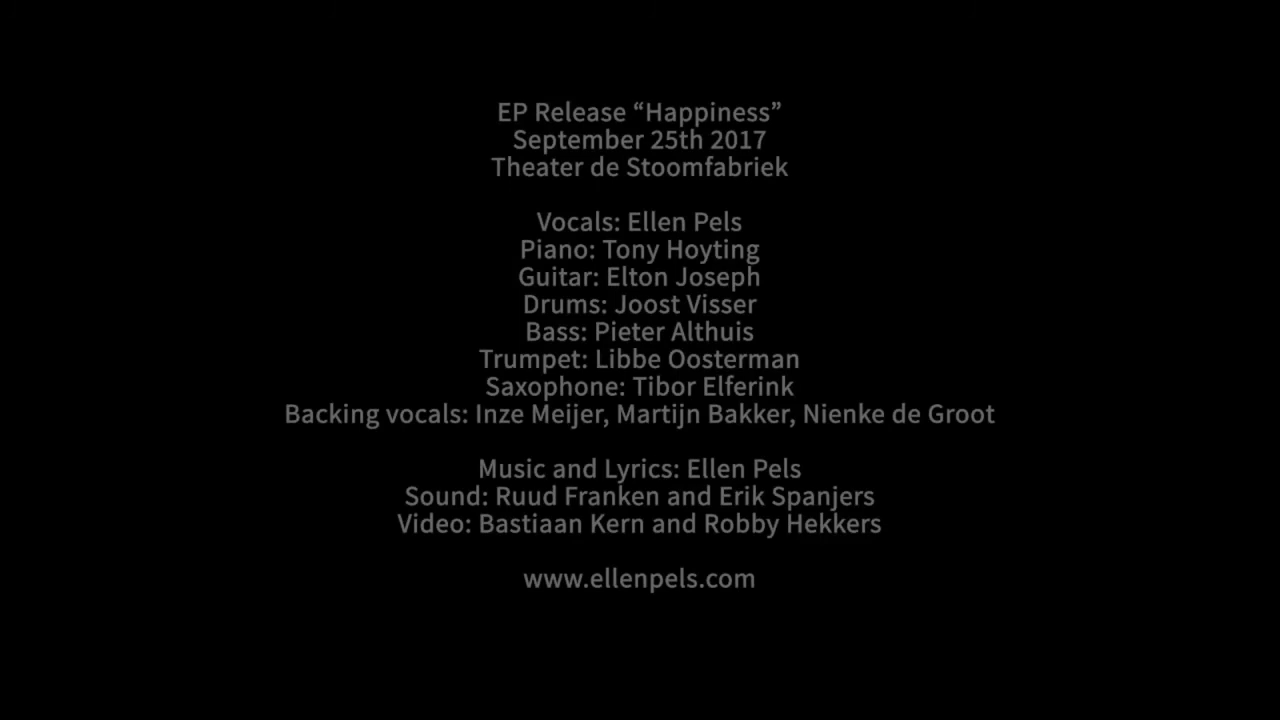 EP Release “Happiness”
September 25th 2017
Theater de Stoomfabriek
Vocals: Ellen Pels
Piano: Tony Hoyting
Guitar: Elton Joseph
Drums: Joost Visser
Bass: Pieter Althuis
Trumpet: Libbe Oosterman
Saxophone: Tibor Elferink
Backing vocals: Inze Meijer, Martijn Bakker, Nienke de Groot
Music and Lyrics: Ellen Pels
Sound: Ruud Franken and Erik Spanjers
Video: Bastiaan Kern and Robby Hekkers
www.ellenpels.com